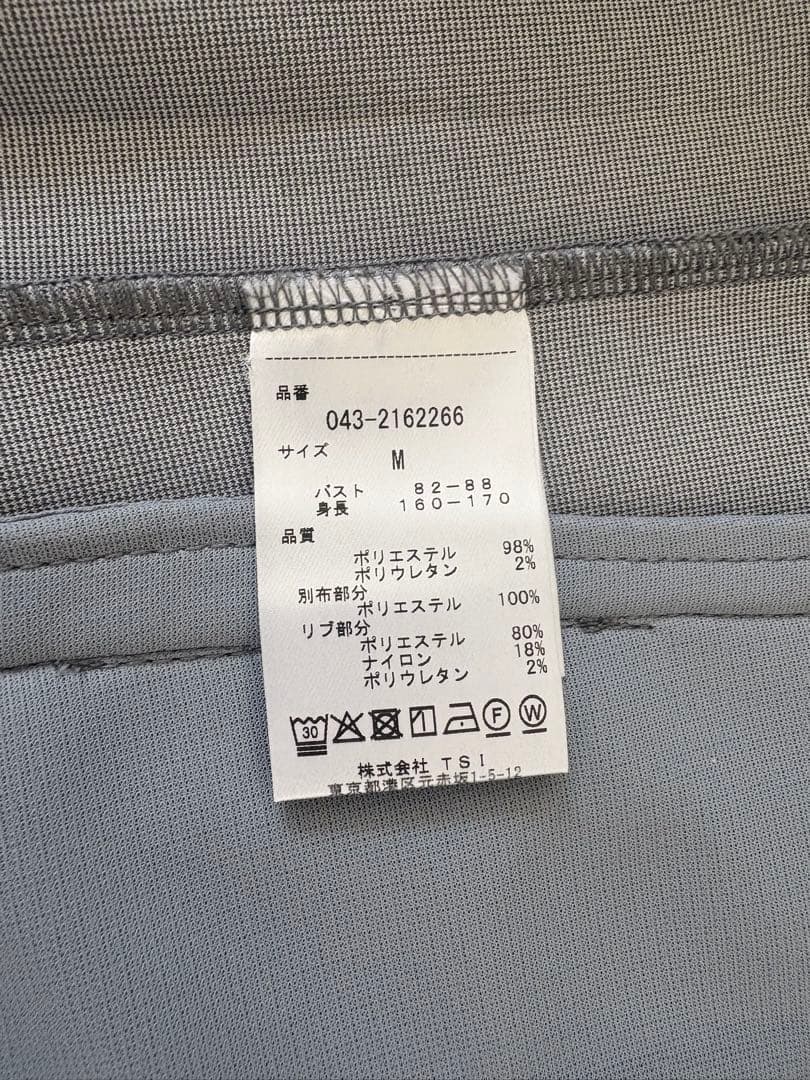 品番
043-2162266
サイズ
M
バスト 82-88
身長 160-170
品質
ポリエステル 98%
ポリウレタン 2%
別布部分
ポリエステル 100%
リブ部分
ポリエステル 80%
ナイロン 18%
ポリウレタン 2%
30 F W
株式会社 TSI
東京都港区元赤坂1-5-12